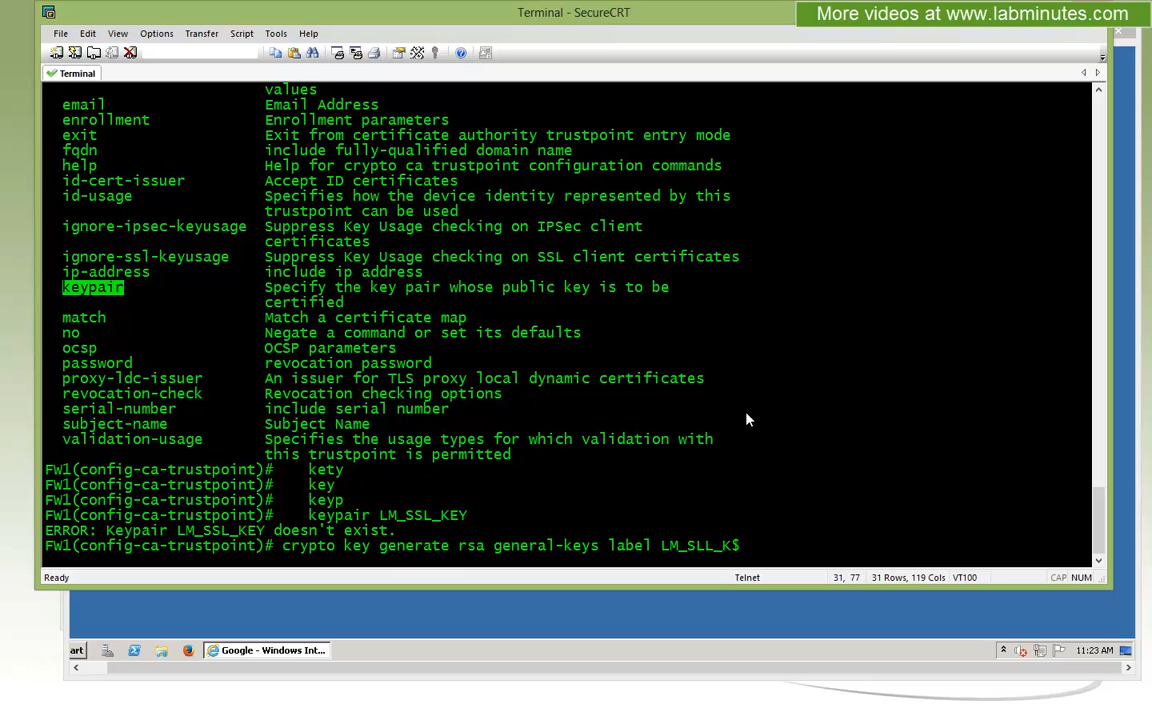 Terminal - SecureCRT
More videos at www.labminutes.com
File Edit View Options Transfer Script Tools Help
Terminal
values
email Email Address
enrollment Enrollment parameters
exit Exit from certificate authority trustpoint entry mode
fqdn include fully-qualified domain name
help Help for crypto ca trustpoint configuration commands
id-cert-issuer Accept ID certificates
id-usage Specifies how the device identity represented by this
trustpoint can be used
ignore-ipsec-keyusage Suppress Key Usage checking on IPSec client
certificates
ignore-ssl-keyusage Suppress Key Usage checking on SSL client certificates
ip-address include ip address
keypair Specify the key pair whose public key is to be
certified
match Match a certificate map
no Negate a command or set its defaults
ocsp OCSP parameters
password revocation password
proxy-ldc-issuer An issuer for TLS proxy local dynamic certificates
revocation-check Revocation checking options
serial-number include serial number
subject-name Subject Name
validation-usage Specifies the usage types for which validation with
this trustpoint is permitted
FW1(config-ca-trustpoint)# kety
FW1(config-ca-trustpoint)# key
FW1(config-ca-trustpoint)# keyp
FW1(config-ca-trustpoint)# keypair LM_SSL_KEY
ERROR: Keypair LM_SSL_KEY doesn't exist.
FW1(config-ca-trustpoint)# crypto key generate rsa general-keys label LM_SLL_K$
Ready Telnet 31, 77 31 Rows, 119 Cols VT100 CAP NUM
art Google - Windows Int... 11:23 AM